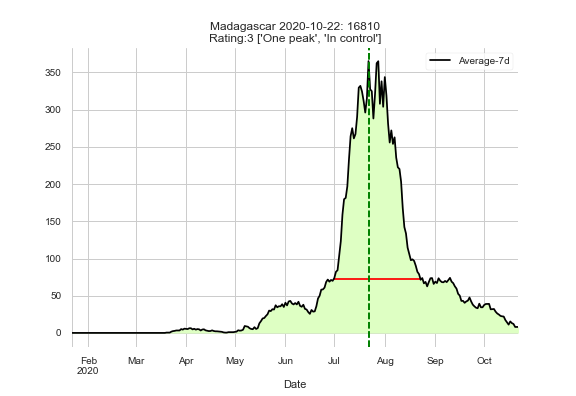 Madagascar 2020-10-22: 16810
Rating:3 ['One peak', 'In control']
Average-7d
350
300
250
200
150
100
50
0
Feb Mar Apr May Jun Jul Aug Sep Oct
2020
Date